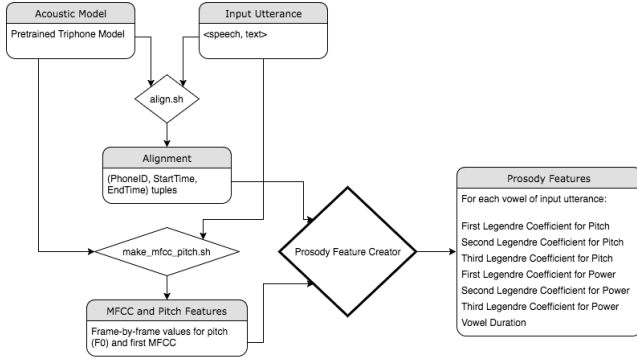 Acoustic Model
Pretrained Triphone Model
Input Utterance
<speech, text>
align.sh
Alignment
(PhoneID, StartTime,
EndTime) tuples
make_mfcc_pitch.sh
MFCC and Pitch Features
Frame-by-frame values for pitch
(F0) and first MFCC
Prosody Feature Creator
Prosody Features
For each vowel of input utterance:
First Legendre Coefficient for Pitch
Second Legendre Coefficient for Pitch
Third Legendre Coefficient for Pitch
First Legendre Coefficient for Power
Second Legendre Coefficient for Power
Third Legendre Coefficient for Power
Vowel Duration